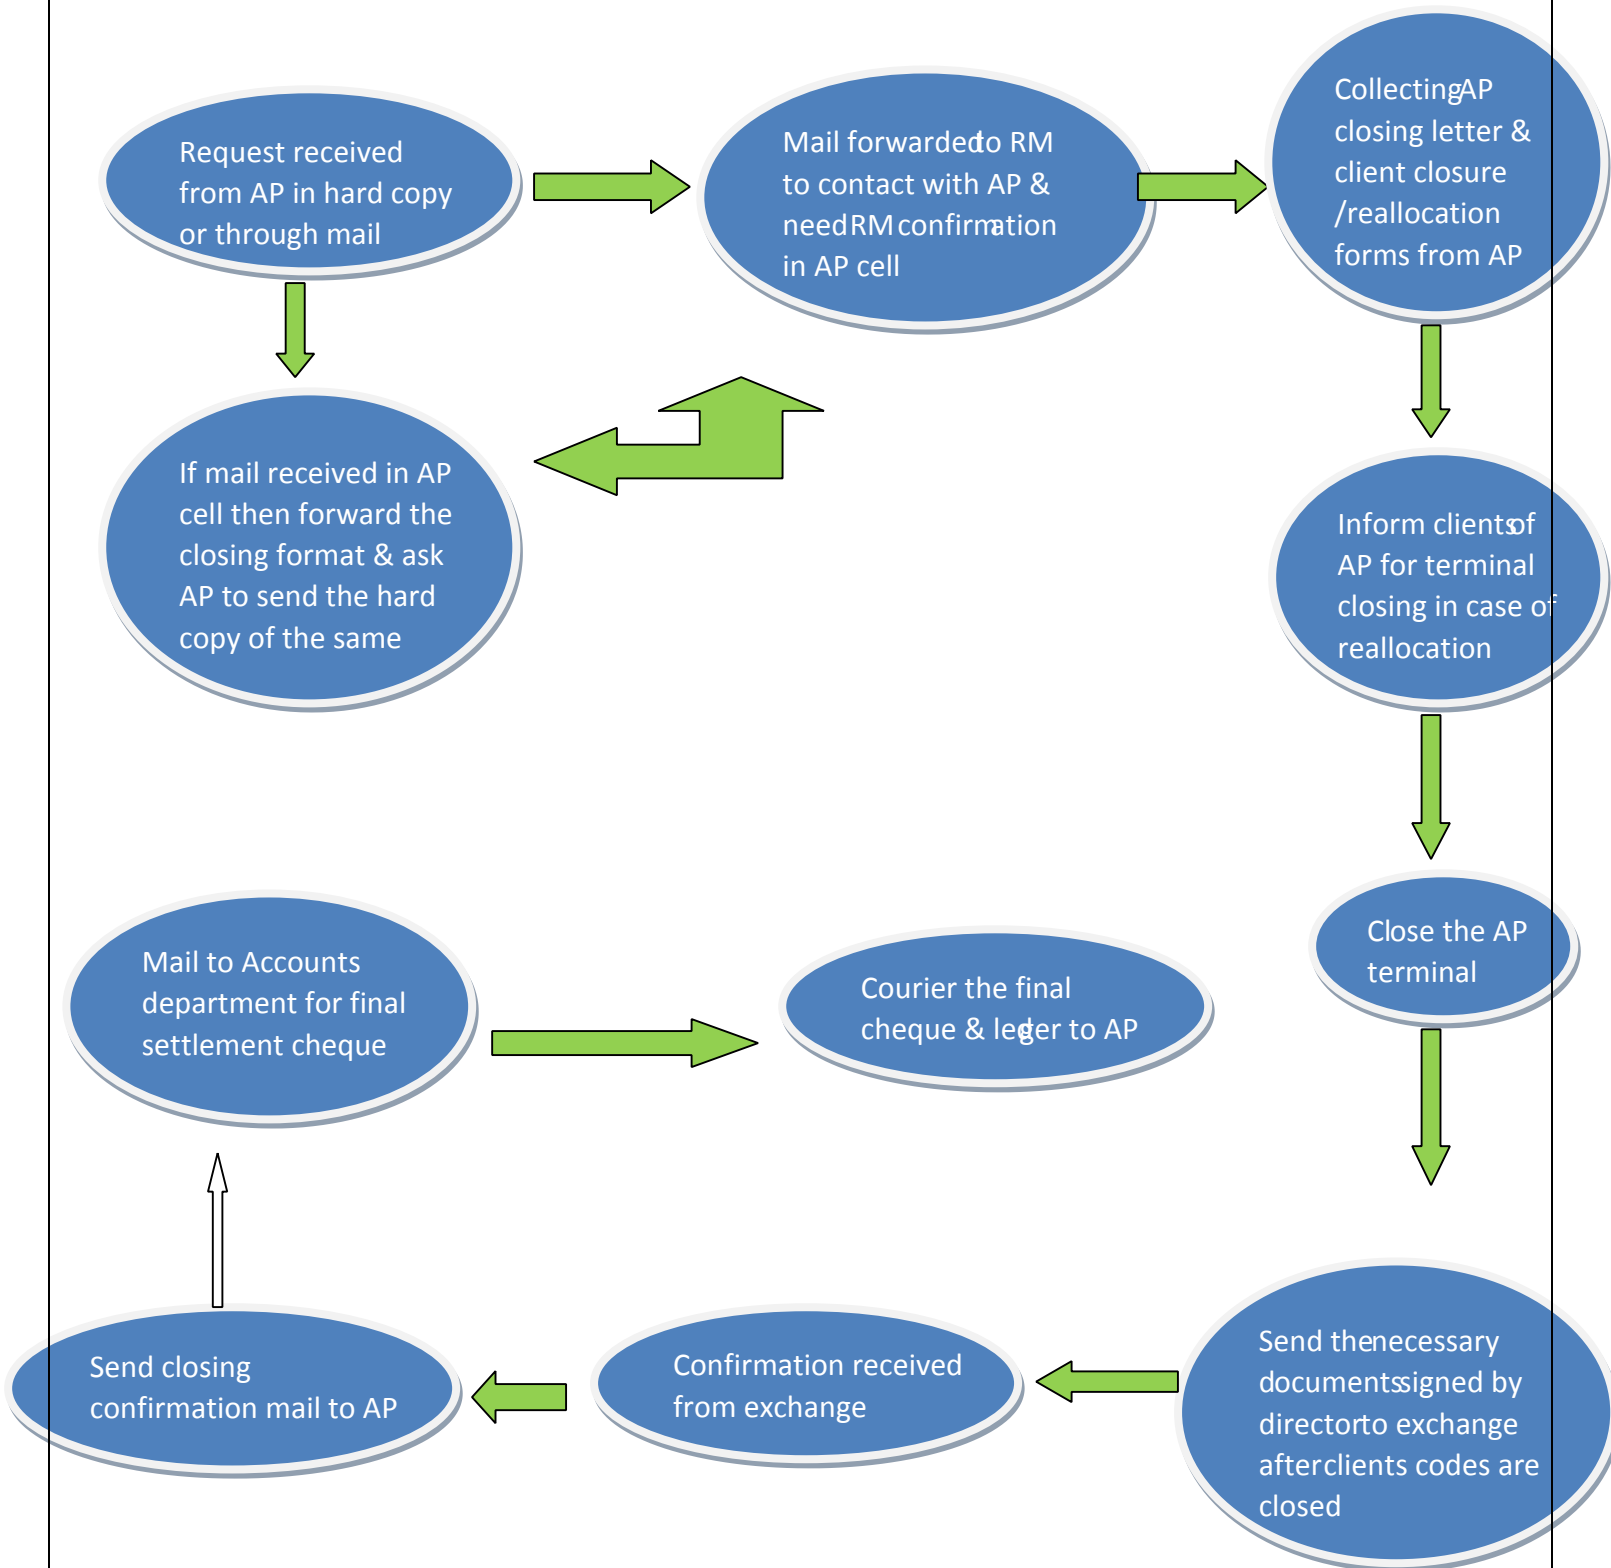 Request received
from AP in hard copy
or through mail
Mail forwarded to RM
to contact with AP &
need RM confirmation
in AP cell
Collecting AP
closing letter &
client closure
/reallocation
forms from AP
If mail received in AP
cell then forward the
closing format & ask
AP to send the hard
copy of the same
Inform clients of
AP for terminal
closing in case of
reallocation
Close the AP
terminal
Mail to Accounts
department for final
settlement cheque
Courier the final
cheque & ledger to AP
Send the necessary
documents signed by
director to exchange
after clients codes are
closed
Confirmation received
from exchange
Send closing
confirmation mail to AP